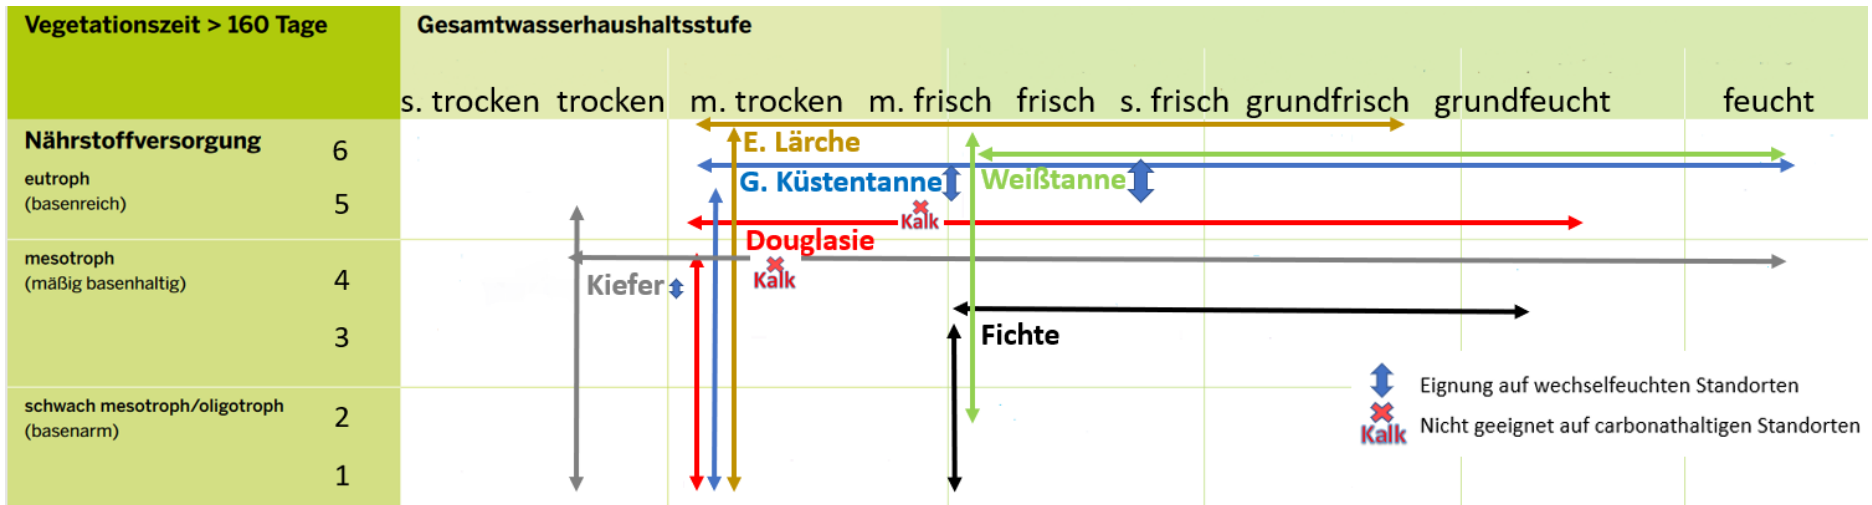 Vegetationszeit > 160 Tage
Gesamtwasserhaushaltsstufe
s. trocken trocken m. trocken m. frisch frisch s. frisch grundfrisch grundfeucht feucht
Nährstoffversorgung
6
E. Lärche
eutroph
(basenreich)
G. Küstentanne
Weißtanne
5
Kalk
Douglasie
mesotroph
(mäßig basenhaltig)
4
Kiefer
Kalk
3
Fichte
schwach mesotroph/oligotroph
(basenarm)
2
1
Eignung auf wechselfeuchten Standorten
Kalk Nicht geeignet auf carbonathaltigen Standorten